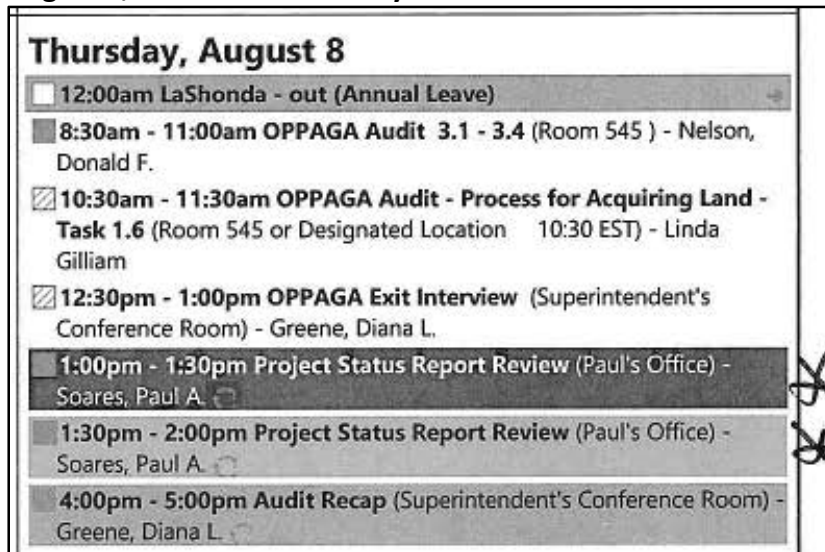 Thursday, August 8
12:00am LaShonda - out (Annual Leave)
8:30am - 11:00am OPPAGA Audit 3.1 - 3.4 (Room 545 ) - Nelson,
Donald F.
10:30am - 11:30am OPPAGA Audit - Process for Acquiring Land -
Task 1.6 (Room 545 or Designated Location 10:30 EST) - Linda
Gilliam
12:30pm - 1:00pm OPPAGA Exit Interview (Superintendent's
Conference Room) - Greene, Diana L.
1:00pm - 1:30pm Project Status Report Review (Paul's Office) -
Soares, Paul A.
1:30pm - 2:00pm Project Status Report Review (Paul's Office) -
Soares, Paul A.
4:00pm - 5:00pm Audit Recap (Superintendent's Conference Room) -
Greene, Diana L.